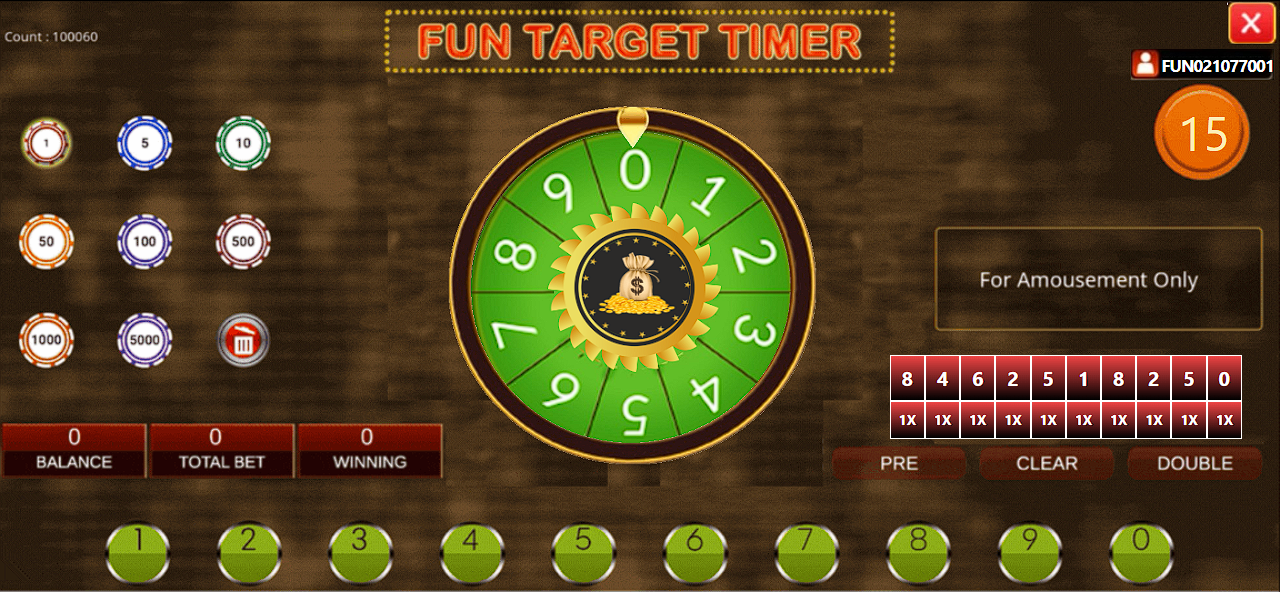 FUN TARGET TIMER
Count : 100060
FUN021077001
15
1 5 10
50 100 500
1000 5000
0 1 2 3 4 5 6 7 8 9
$
For Amousement Only
8 4 6 2 5 1 8 2 5 0
1X 1X 1X 1X 1X 1X 1X 1X 1X 1X
0 0 0
BALANCE TOTAL BET WINNING
PRE CLEAR DOUBLE
1 2 3 4 5 6 7 8 9 0